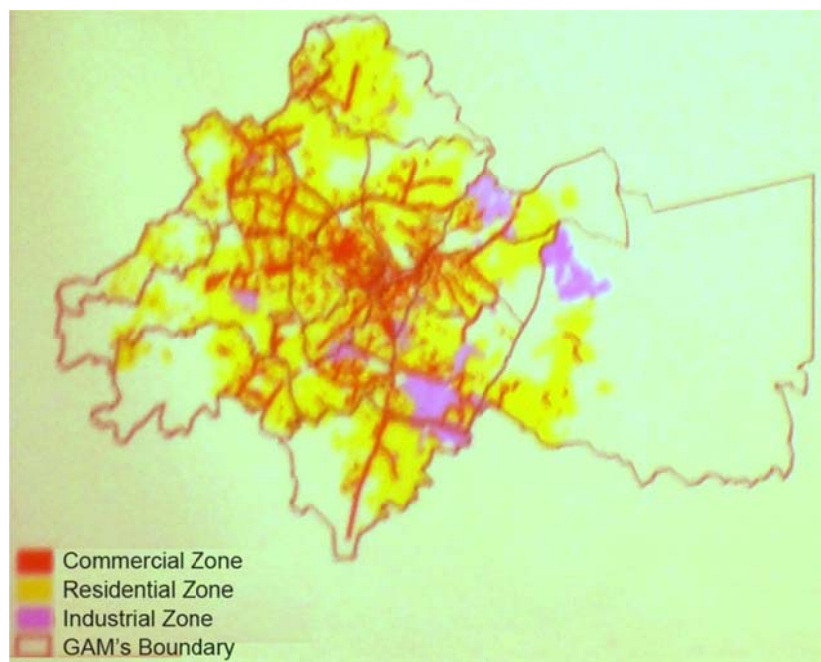 Commercial Zone
Residential Zone
Industrial Zone
GAM's Boundary